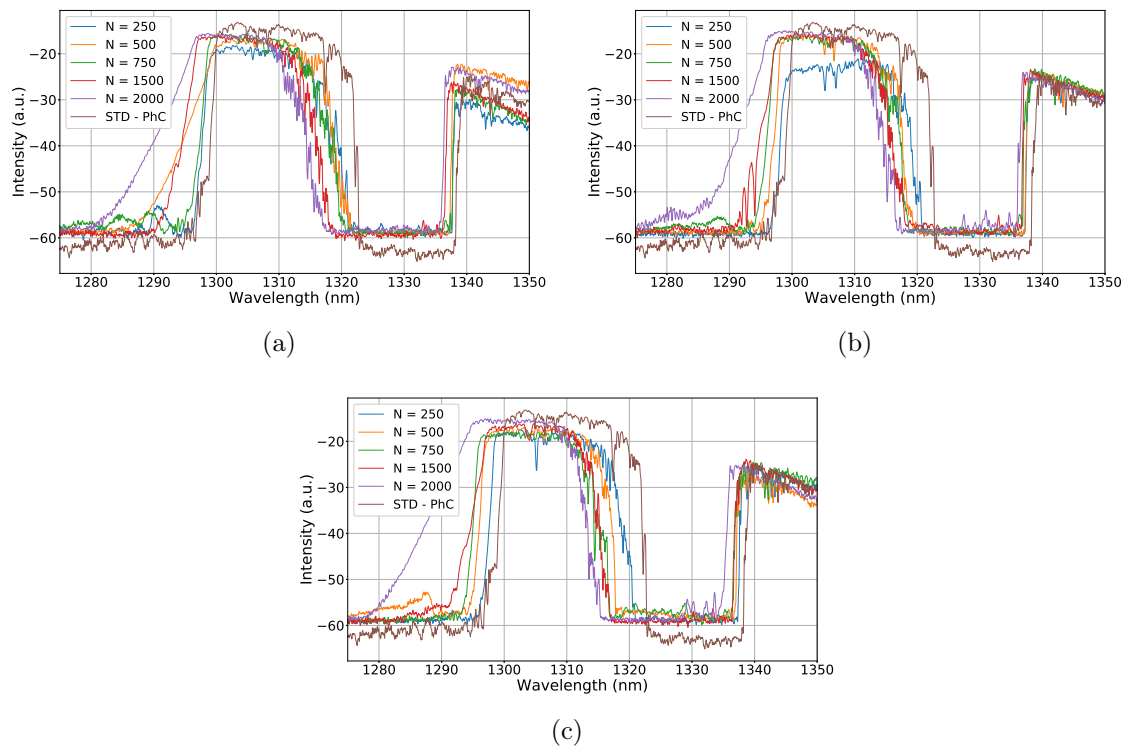 N = 250
N = 500
N = 750
N = 1500
N = 2000
STD - PhC
Intensity (a.u.)
−20
−30
−40
−50
−60
1280 1290 1300 1310 1320 1330 1340 1350
Wavelength (nm)
(a)
N = 250
N = 500
N = 750
N = 1500
N = 2000
STD - PhC
Intensity (a.u.)
−20
−30
−40
−50
−60
1280 1290 1300 1310 1320 1330 1340 1350
Wavelength (nm)
(b)
N = 250
N = 500
N = 750
N = 1500
N = 2000
STD - PhC
Intensity (a.u.)
−20
−30
−40
−50
−60
1280 1290 1300 1310 1320 1330 1340 1350
Wavelength (nm)
(c)